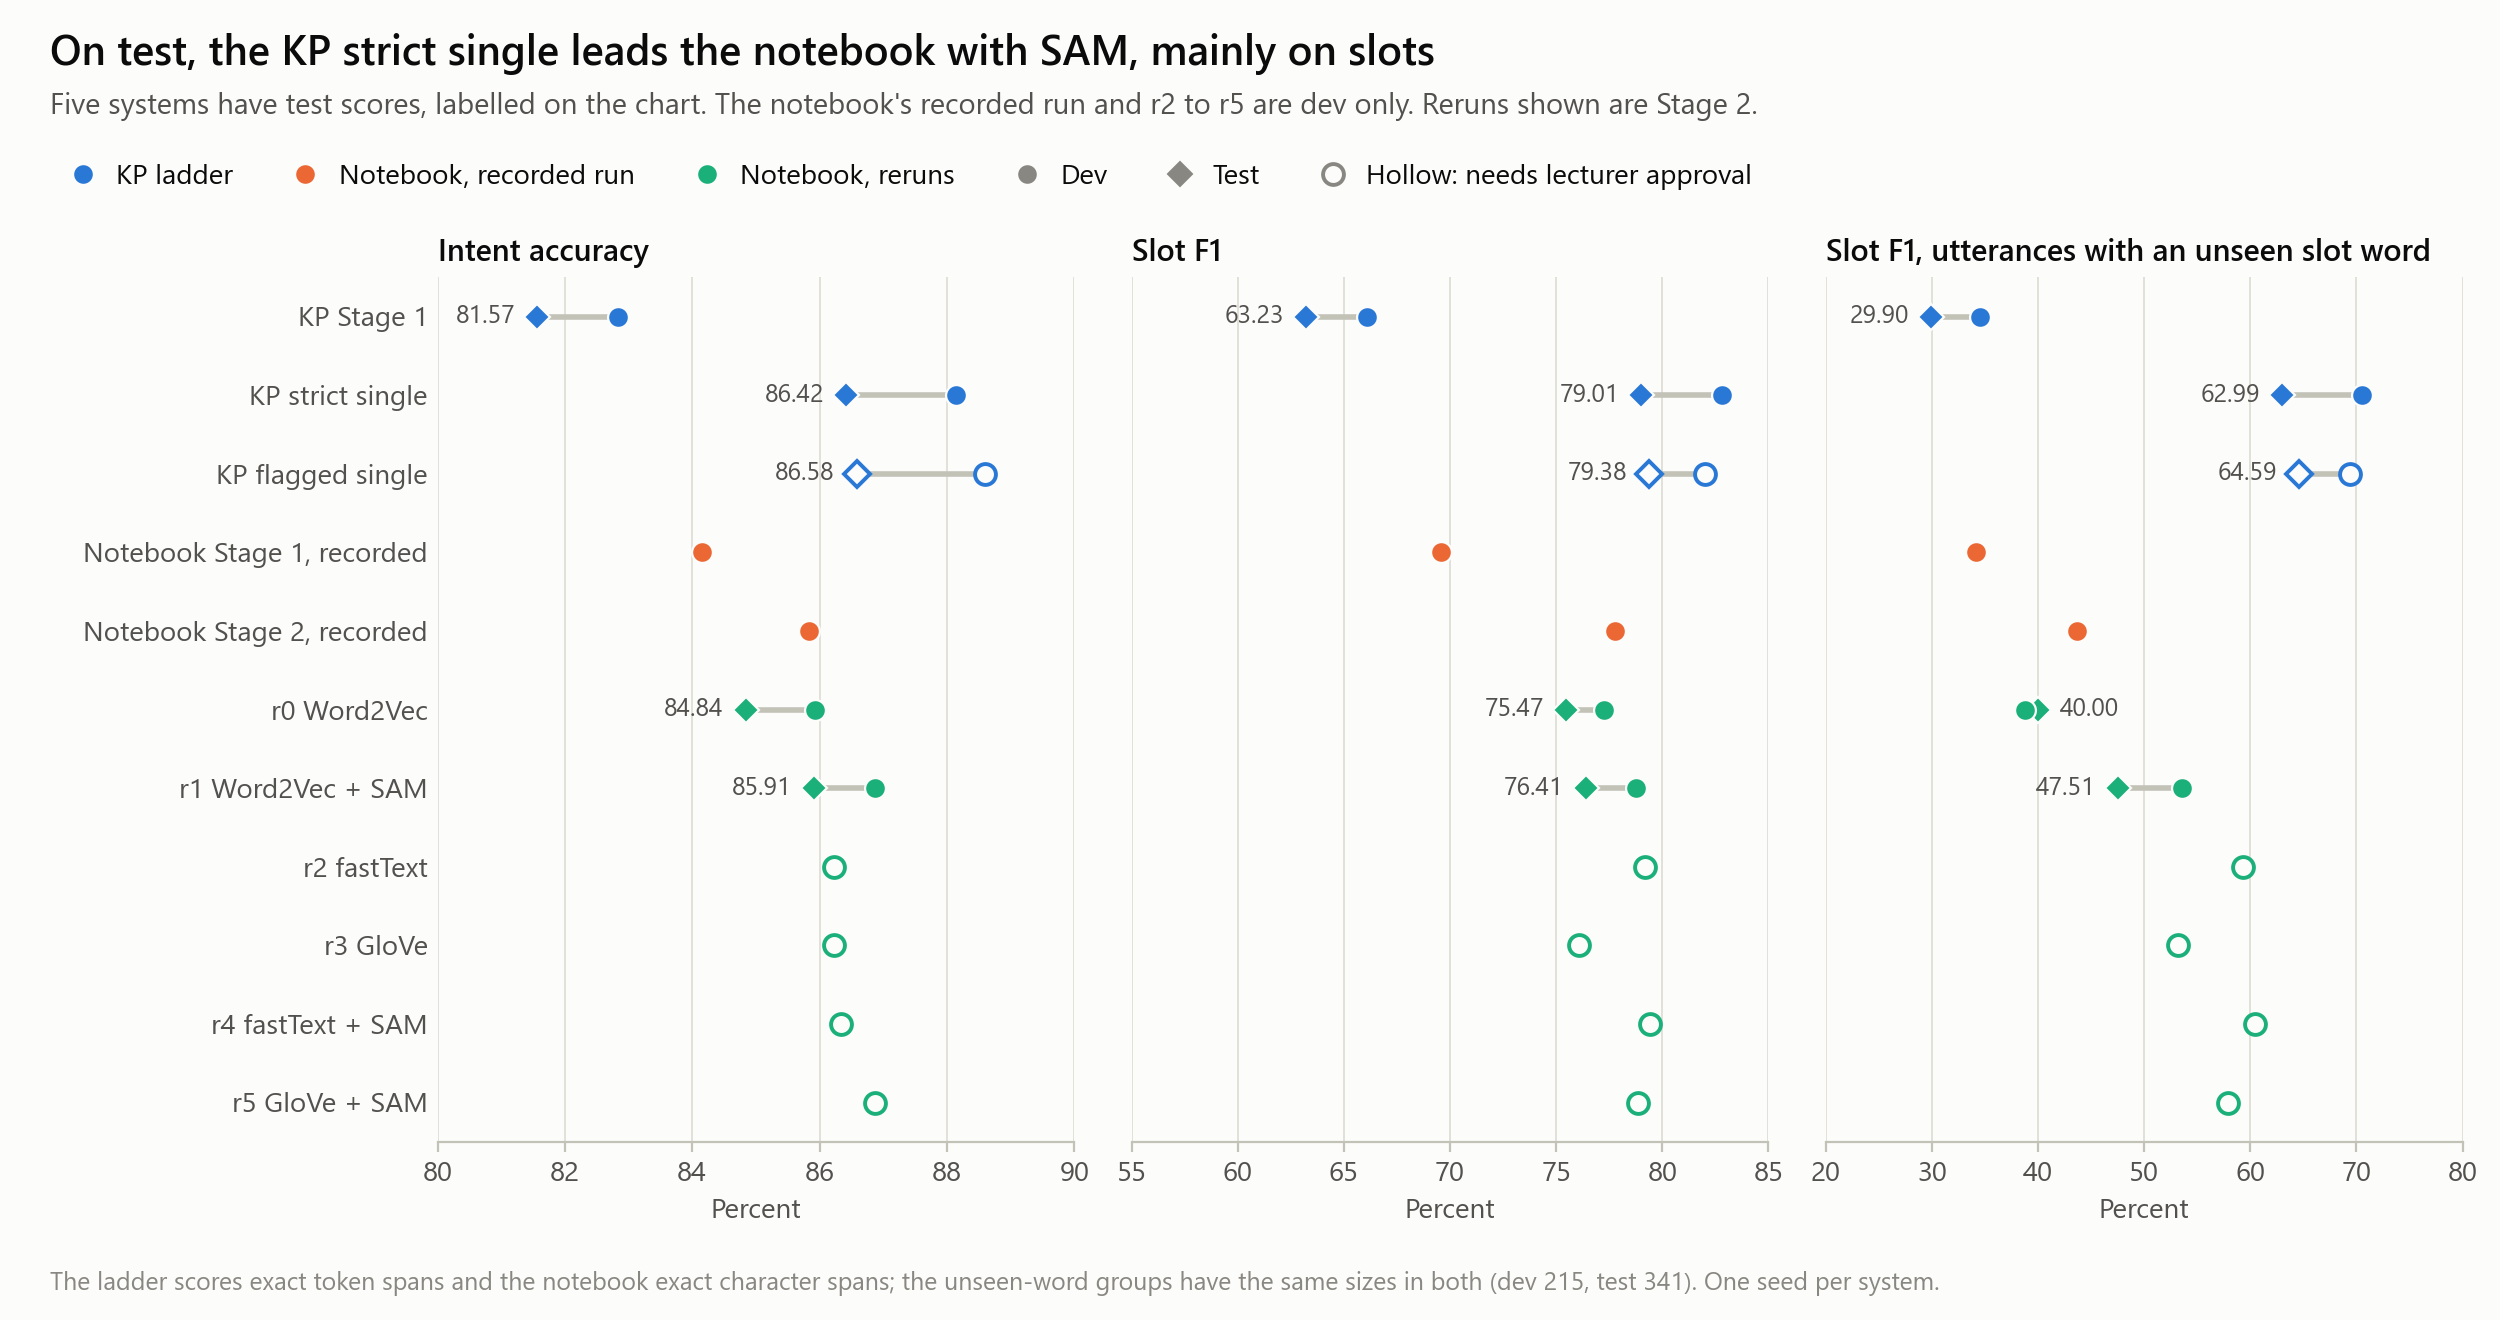 On test, the KP strict single leads the notebook with SAM, mainly on slots
Five systems have test scores, labelled on the chart. The notebook's recorded run and r2 to r5 are dev only. Reruns shown are Stage 2.
KP ladder Notebook, recorded run Notebook, reruns Dev Test Hollow: needs lecturer approval
Intent accuracy Slot F1 Slot F1, utterances with an unseen slot word
KP Stage 1 81.57 63.23 29.90
KP strict single 86.42 79.01 62.99
KP flagged single 86.58 79.38 64.59
Notebook Stage 1, recorded
Notebook Stage 2, recorded
r0 Word2Vec 84.84 75.47 40.00
r1 Word2Vec + SAM 85.91 76.41 47.51
r2 fastText
r3 GloVe
r4 fastText + SAM
r5 GloVe + SAM
80 82 84 86 88 90 55 60 65 70 75 80 85 20 30 40 50 60 70 80
Percent Percent Percent
The ladder scores exact token spans and the notebook exact character spans; the unseen-word groups have the same sizes in both (dev 215, test 341). One seed per system.